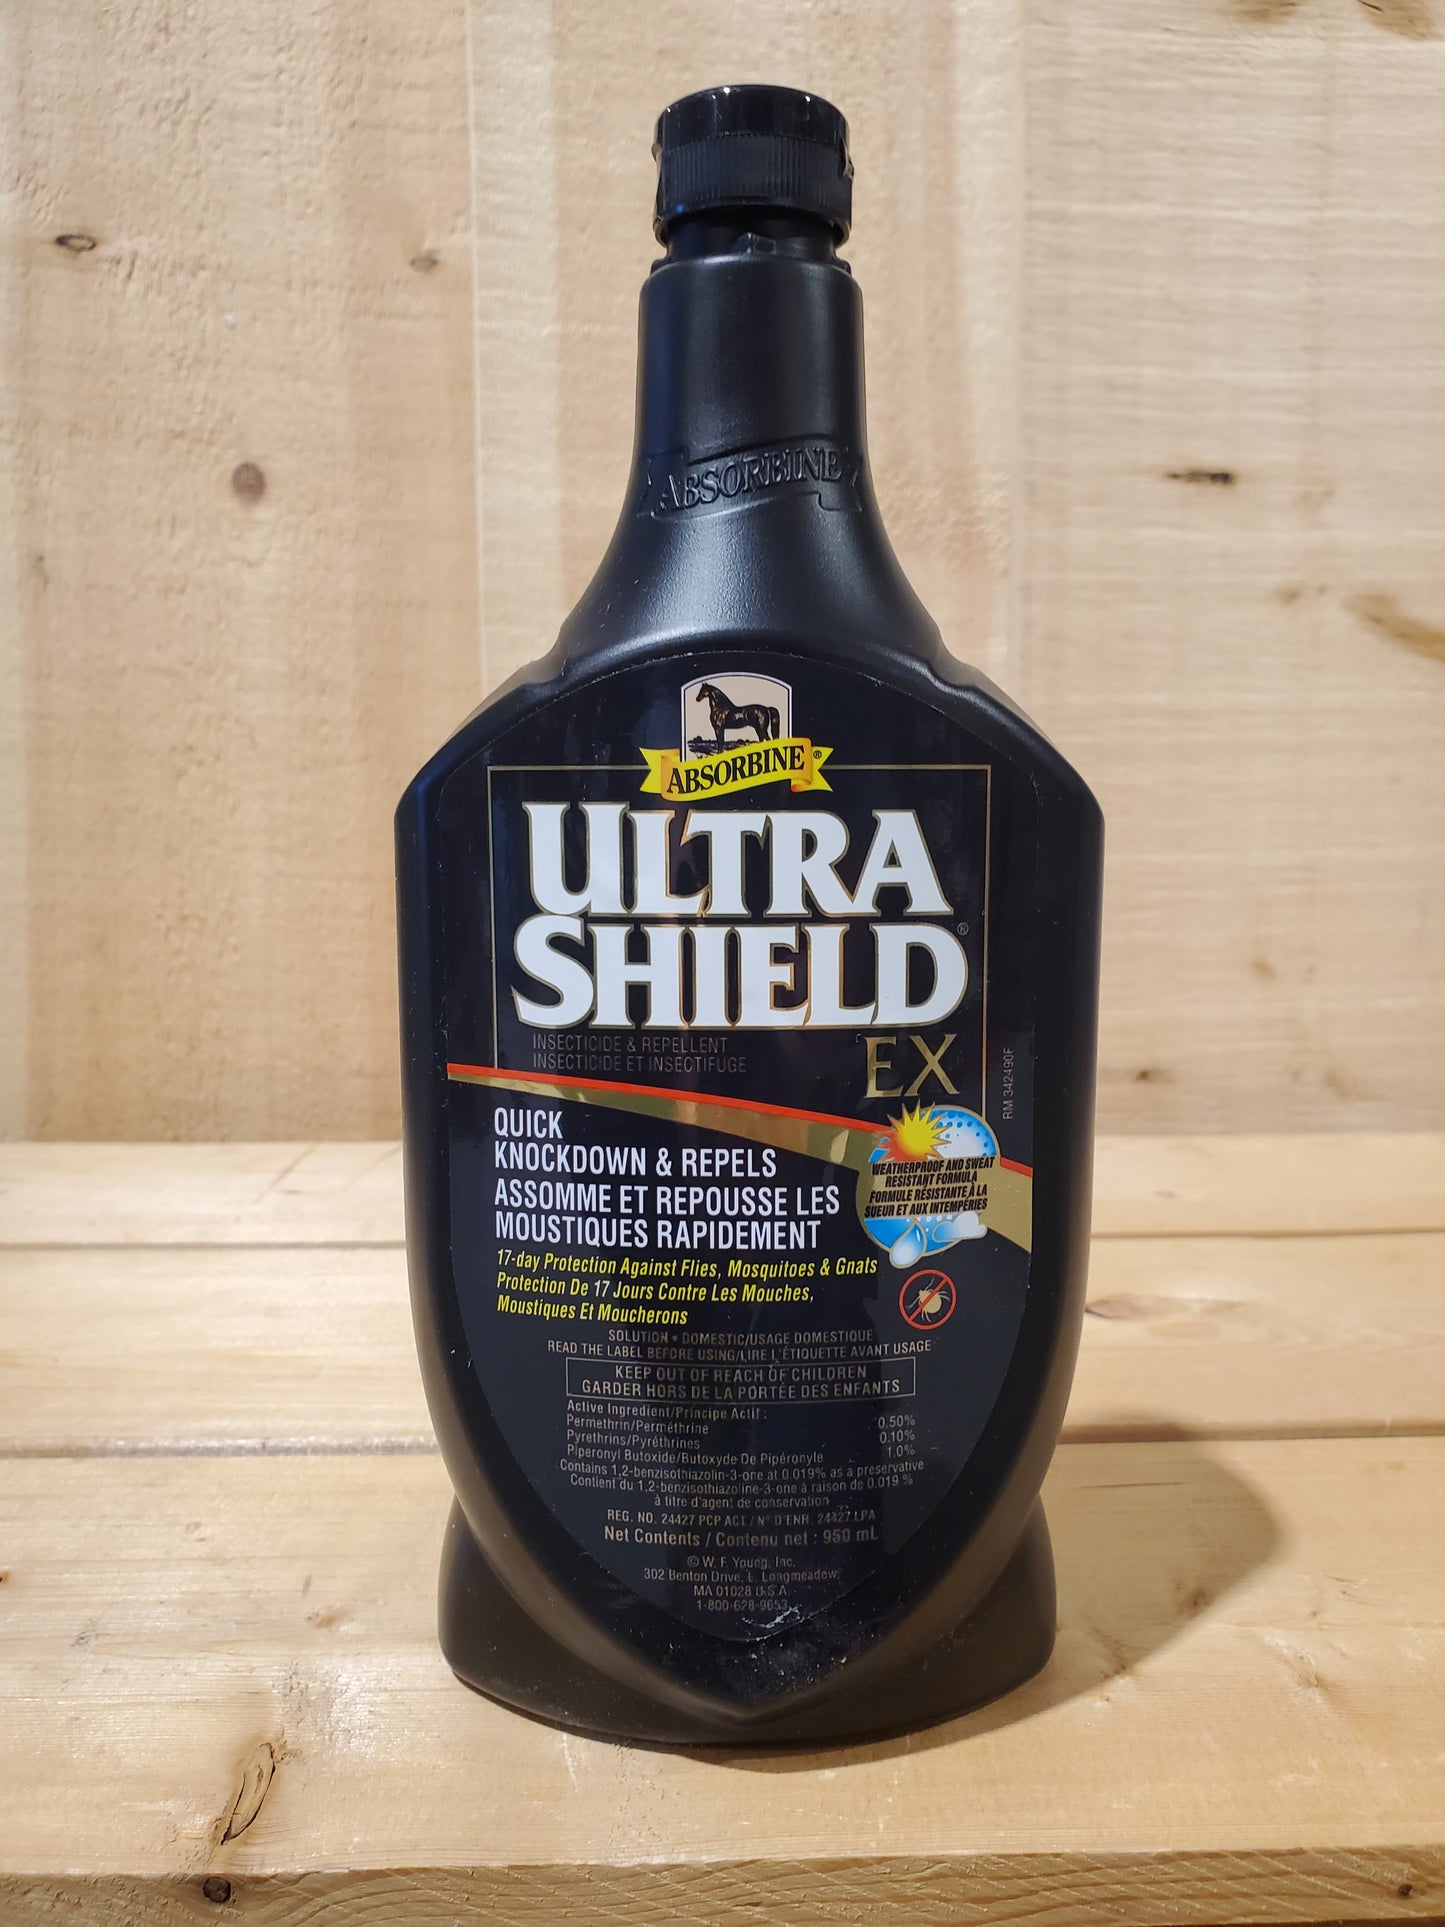 ABSORBINE
ABSORBINE®
ULTRA
SHIELD®
EX
INSECTICIDE & REPELLENT
INSECTICIDE ET INSECTIFUGE
RM 342490F
QUICK
KNOCKDOWN & REPELS
ASSOMME ET REPOUSSE LES
MOUSTIQUES RAPIDEMENT
WEATHERPROOF AND SWEAT
RESISTANT FORMULA
FORMULE RÉSISTANTE À LA
SUEUR ET AUX INTEMPÉRIES
17-day Protection Against Flies, Mosquitoes & Gnats
Protection De 17 Jours Contre Les Mouches,
Moustiques Et Moucherons
SOLUTION • DOMESTIC/USAGE DOMESTIQUE
READ THE LABEL BEFORE USING/LIRE L'ÉTIQUETTE AVANT USAGE
KEEP OUT OF REACH OF CHILDREN
GARDER HORS DE LA PORTÉE DES ENFANTS
Active Ingredient/Principe Actif :
Permethrin/Perméthrine 0.50%
Pyrethrins/Pyréthrines 0.10%
Piperonyl Butoxide/Butoxyde De Pipéronyle 1.0%
Contains 1,2-benzisothiazolin-3-one at 0.019% as a preservative
Contient du 1,2-benzisothiazoline-3-one à raison de 0.019 %
à titre d'agent de conservation
REG. NO. 24427 PCP ACT / N° D'ENR. 24427 LPA
Net Contents / Contenu net : 950 mL
© W. F. Young, Inc.
302 Benton Drive, E. Longmeadow,
MA 01028 U.S.A.
1-800-628-9653